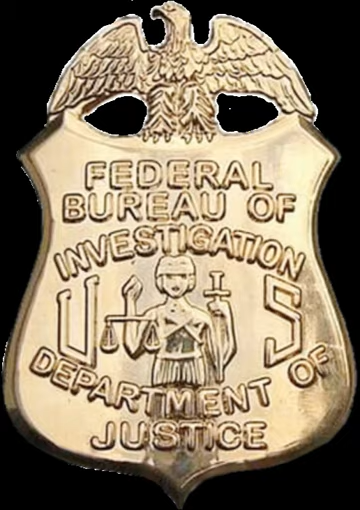 FEDERAL
BUREAU OF
INVESTIGATION
U S
DEPARTMENT OF
JUSTICE